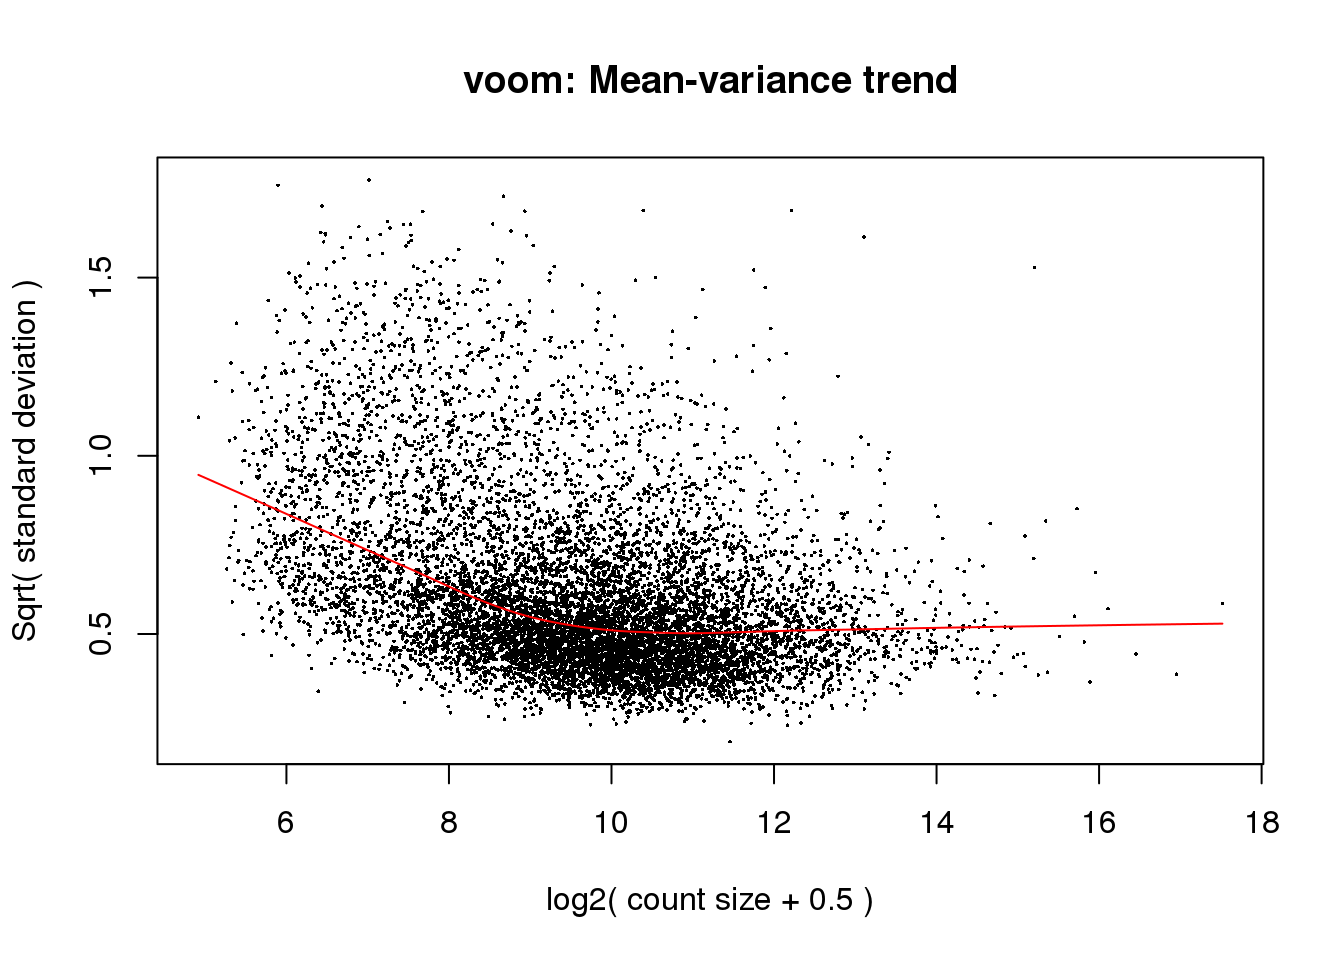 voom: Mean-variance trend
Sqrt( standard deviation )
1.5
1.0
0.5
6 8 10 12 14 16 18
log2( count size + 0.5 )